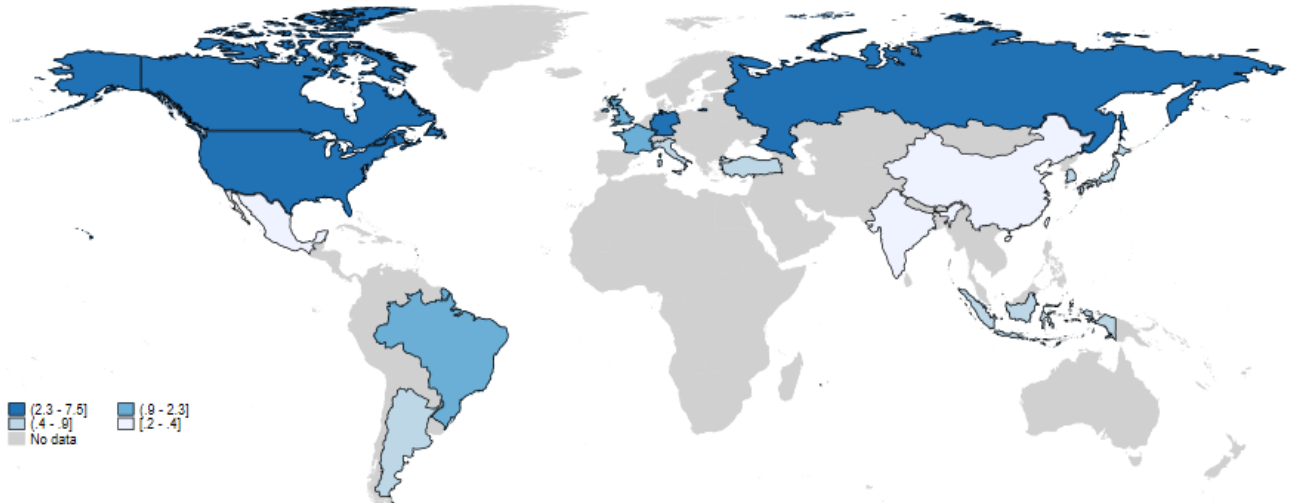 (2.3 - 7.5] (.9 - 2.3]
(.4 - .9] [.2 - .4]
No data